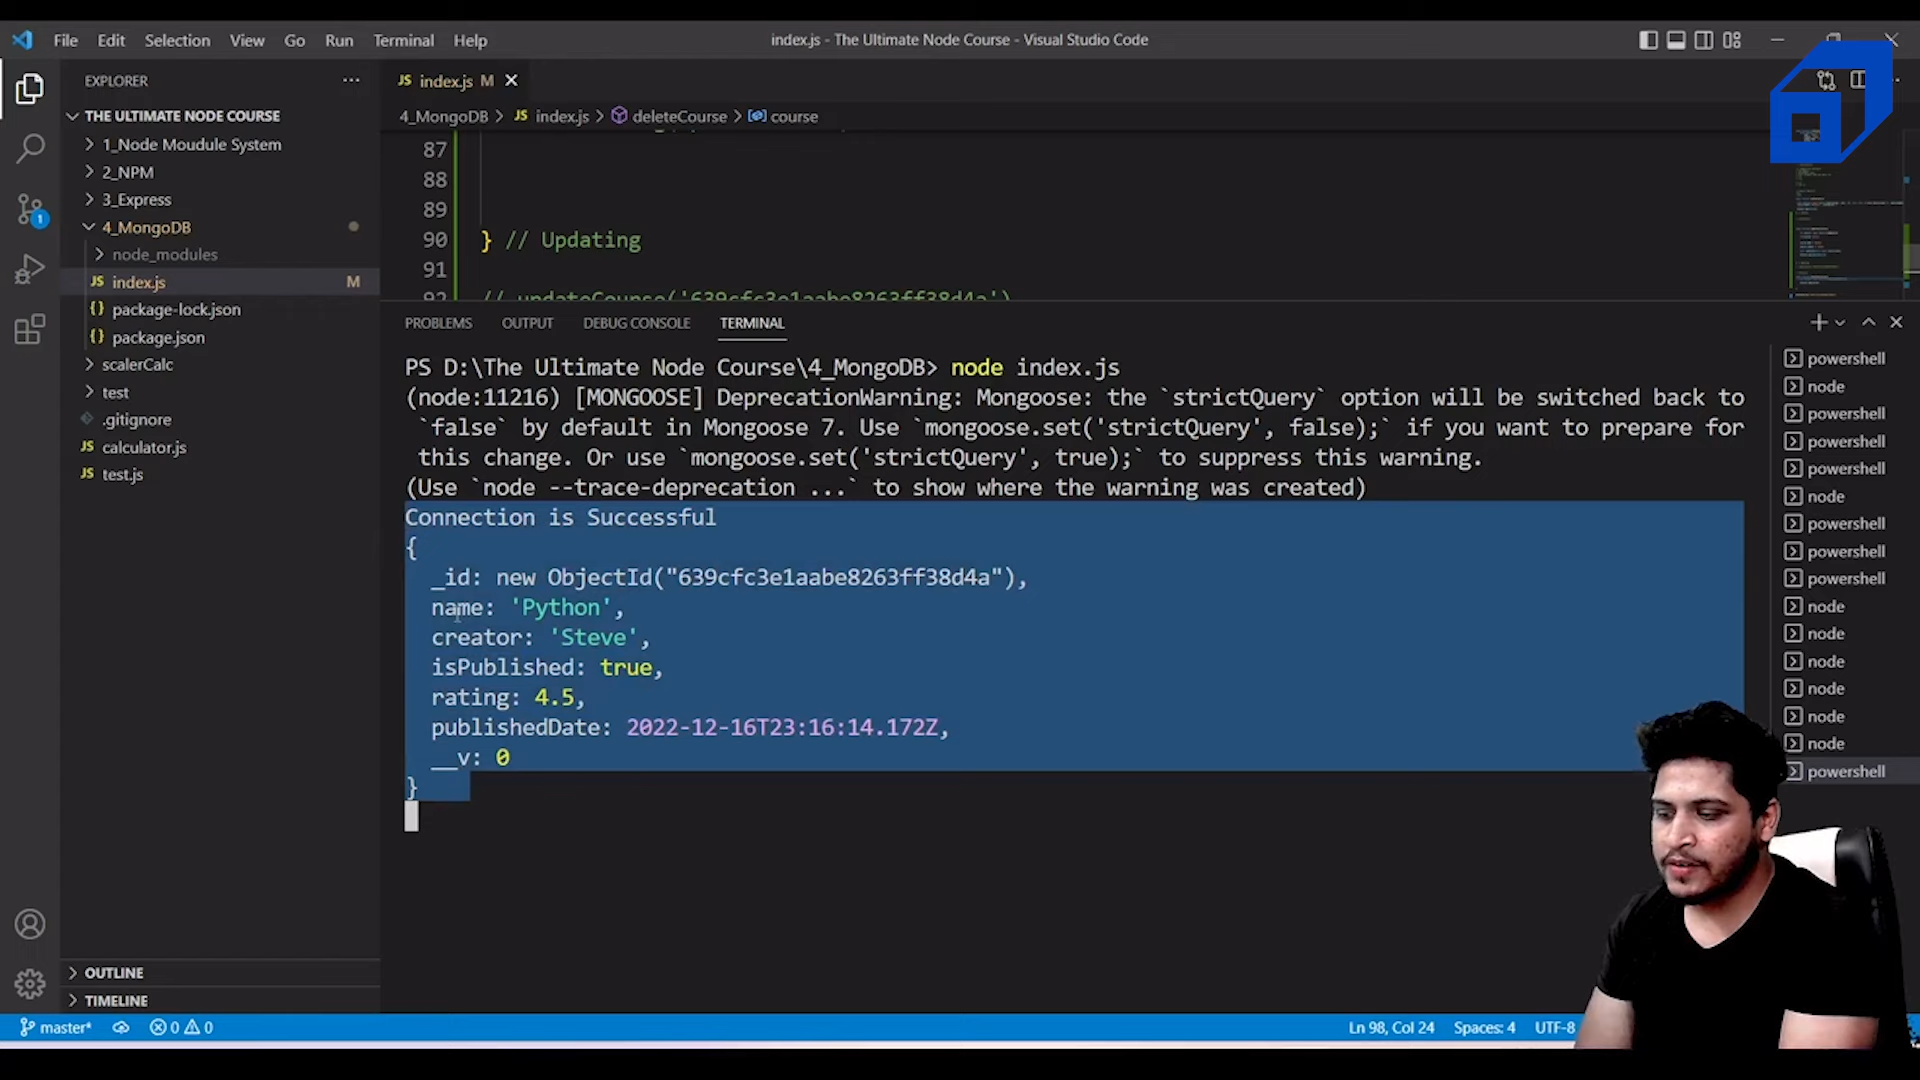 File Edit Selection View Go Run Terminal Help
index.js - The Ultimate Node Course - Visual Studio Code
EXPLORER
THE ULTIMATE NODE COURSE
1_Node Moudule System
2_NPM
3_Express
4_MongoDB
node_modules
JS index.js M
{} package-lock.json
{} package.json
scalerCalc
test
.gitignore
JS calculator.js
JS test.js
OUTLINE
TIMELINE
JS index.js M
4_MongoDB > JS index.js > deleteCourse > course
87
88
89
90 } // Updating
91
92 // updateCourse('639cfc3e1aabe8263ff38d4a')
PROBLEMS OUTPUT DEBUG CONSOLE TERMINAL
PS D:\The Ultimate Node Course\4_MongoDB> node index.js
(node:11216) [MONGOOSE] DeprecationWarning: Mongoose: the `strictQuery` option will be switched back to
`false` by default in Mongoose 7. Use `mongoose.set('strictQuery', false);` if you want to prepare for
this change. Or use `mongoose.set('strictQuery', true);` to suppress this warning.
(Use `node --trace-deprecation ...` to show where the warning was created)
Connection is Successful
{
_id: new ObjectId("639cfc3e1aabe8263ff38d4a"),
name: 'Python',
creator: 'Steve',
isPublished: true,
rating: 4.5,
publishedDate: 2022-12-16T23:16:14.172Z,
__v: 0
}
powershell
node
powershell
powershell
powershell
node
powershell
powershell
powershell
node
node
node
node
node
node
powershell
master* 0 0
Ln 98, Col 24 Spaces: 4 UTF-8
1